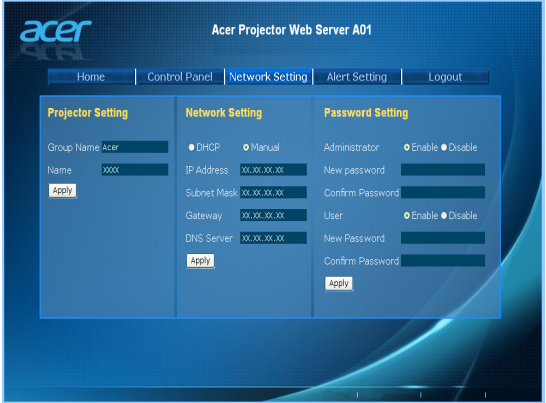 acer
Acer Projector Web Server A01
Home Control Panel Network Setting Alert Setting Logout
Projector Setting
Group Name Acer
Name XXXX
Apply
Network Setting
DHCP Manual
IP Address XX.XX.XX.XX
Subnet Mask XX.XX.XX.XX
Gateway XX.XX.XX.XX
DNS Server XX.XX.XX.XX
Apply
Password Setting
Administrator Enable Disable
New password
Confirm Password
User Enable Disable
New Password
Confirm Password
Apply